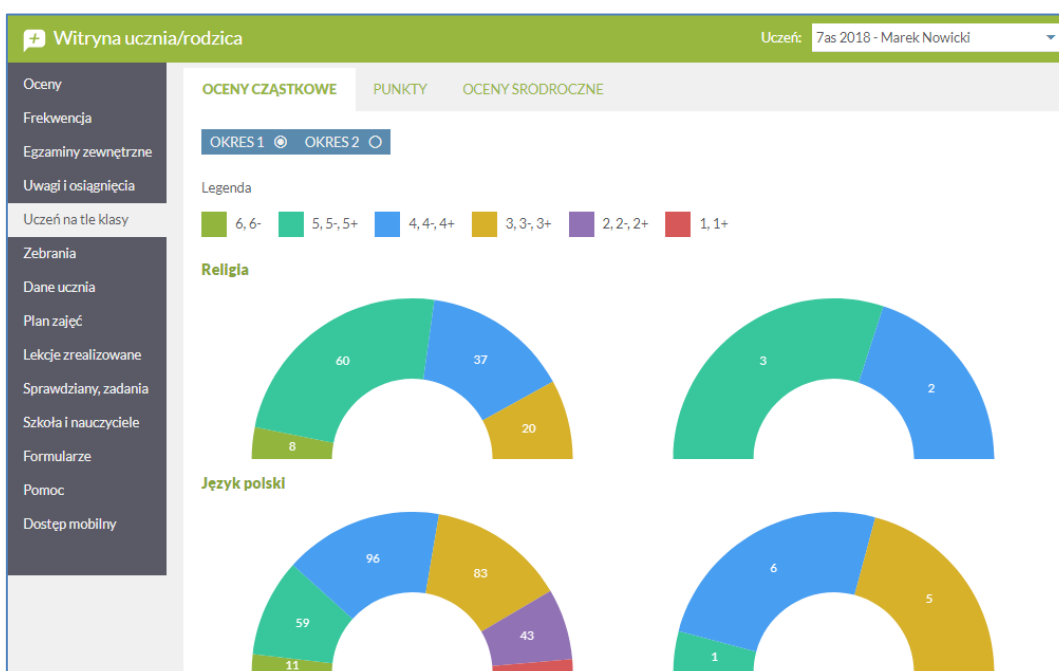 Witryna ucznia/rodzica
Uczeń: 7as 2018 - Marek Nowicki
Oceny
Frekwencja
Egzaminy zewnętrzne
Uwagi i osiągnięcia
Uczeń na tle klasy
Zebrania
Dane ucznia
Plan zajęć
Lekcje zrealizowane
Sprawdziany, zadania
Szkoła i nauczyciele
Formularze
Pomoc
Dostęp mobilny
OCENY CZĄSTKOWE PUNKTY OCENY SRODROCZNE
OKRES 1 OKRES 2
Legenda
6, 6- 5, 5-, 5+ 4, 4-, 4+ 3, 3-, 3+ 2, 2-, 2+ 1, 1+
Religia
60 37 3
2
20
8
Język polski
96 6
83
5
59
43
1
11